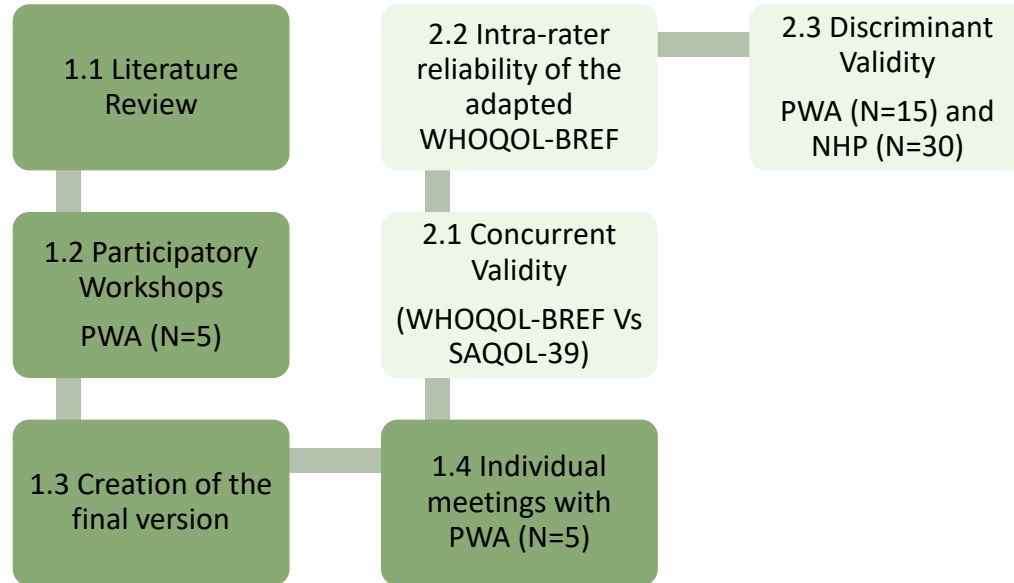 1.1 Literature
Review
1.2 Participatory
Workshops
PWA (N=5)
1.3 Creation of the
final version
1.4 Individual
meetings with
PWA (N=5)
2.1 Concurrent
Validity
(WHOQOL-BREF Vs
SAQOL-39)
2.2 Intra-rater
reliability of the
adapted
WHOQOL-BREF
2.3 Discriminant
Validity
PWA (N=15) and
NHP (N=30)